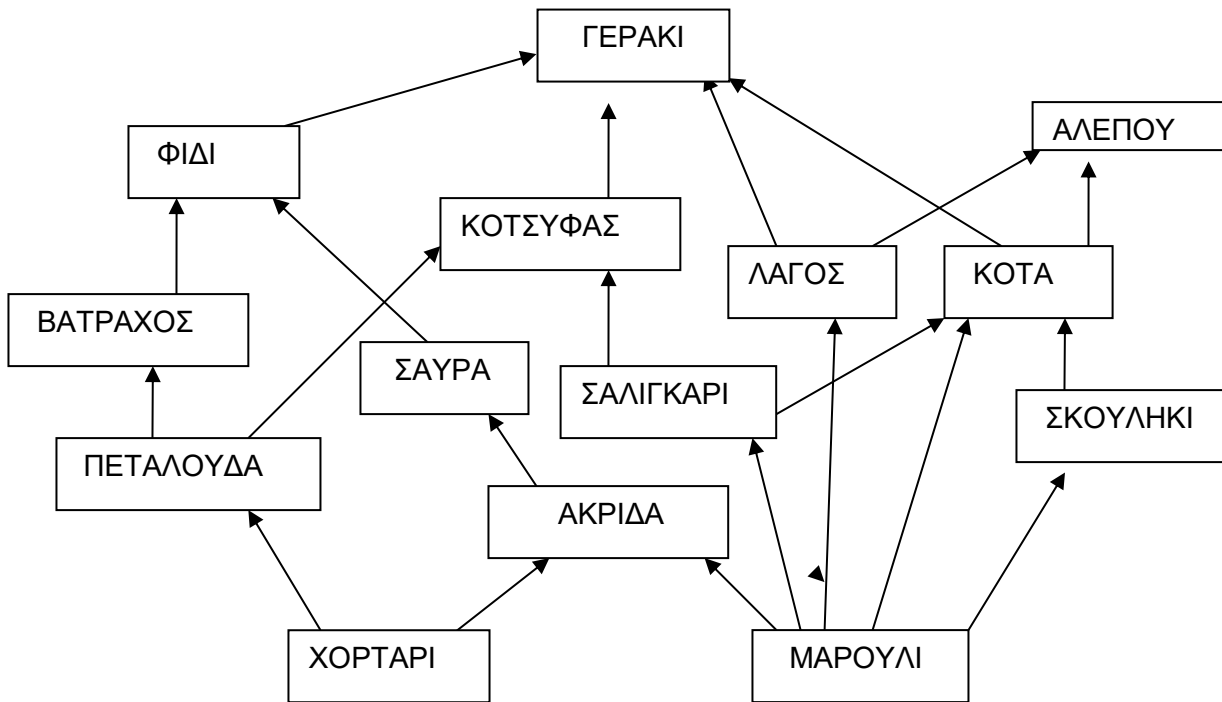 ΓΕΡΑΚΙ
ΑΛΕΠΟΥ
ΦΙΔΙ
ΚΟΤΣΥΦΑΣ
ΛΑΓΟΣ
ΚΟΤΑ
ΒΑΤΡΑΧΟΣ
ΣΑΥΡΑ
ΣΑΛΙΓΚΑΡΙ
ΣΚΟΥΛΗΚΙ
ΠΕΤΑΛΟΥΔΑ
ΑΚΡΙΔΑ
ΧΟΡΤΑΡΙ
ΜΑΡΟΥΛΙ